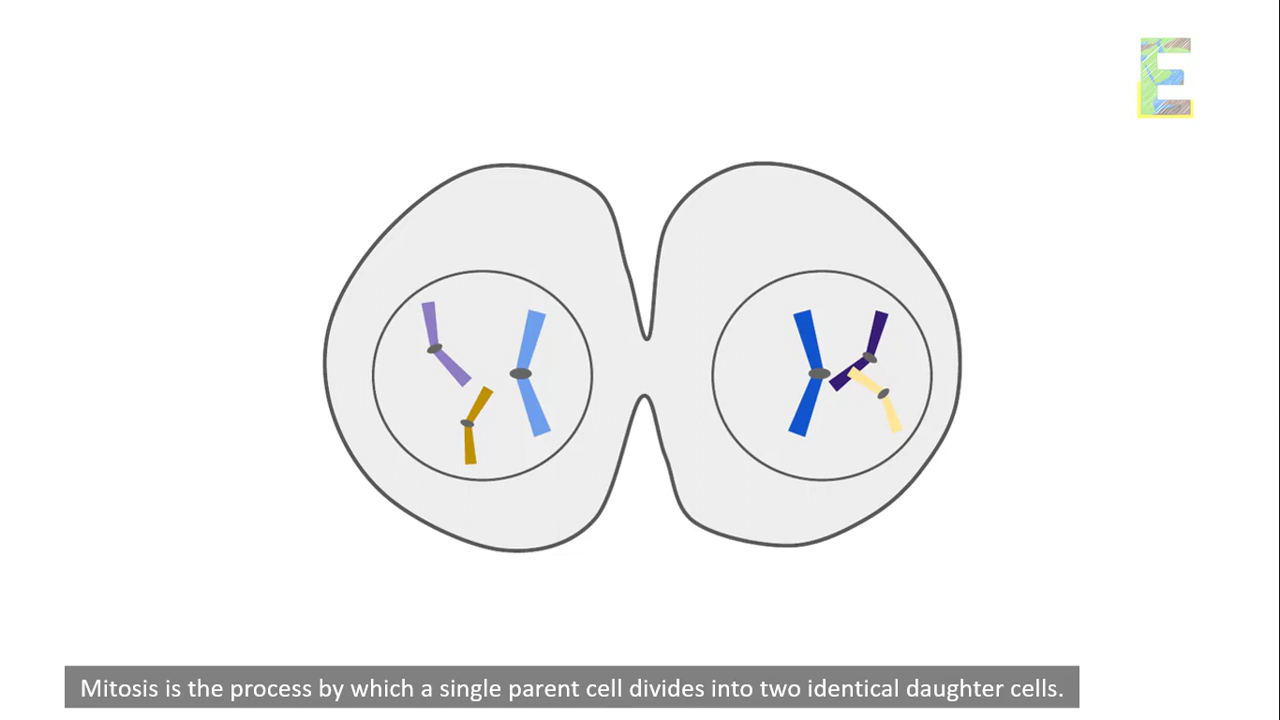 E
Mitosis is the process by which a single parent cell divides into two identical daughter cells.